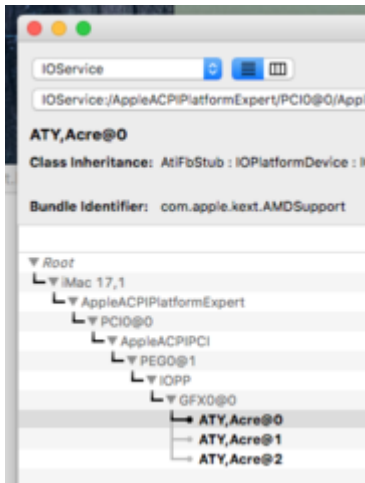 IOService
IOService:/AppleACPIPlatformExpert/PCI0@0/Appl
ATY,Acre@0
Class Inheritance: AtiFbStub : IOPlatformDevice :
Bundle Identifier: com.apple.kext.AMDSupport
Root
iMac 17,1
AppleACPIPlatformExpert
PCI0@0
AppleACPIPCI
PEG0@1
IOPP
GFX0@0
ATY,Acre@0
ATY,Acre@1
ATY,Acre@2